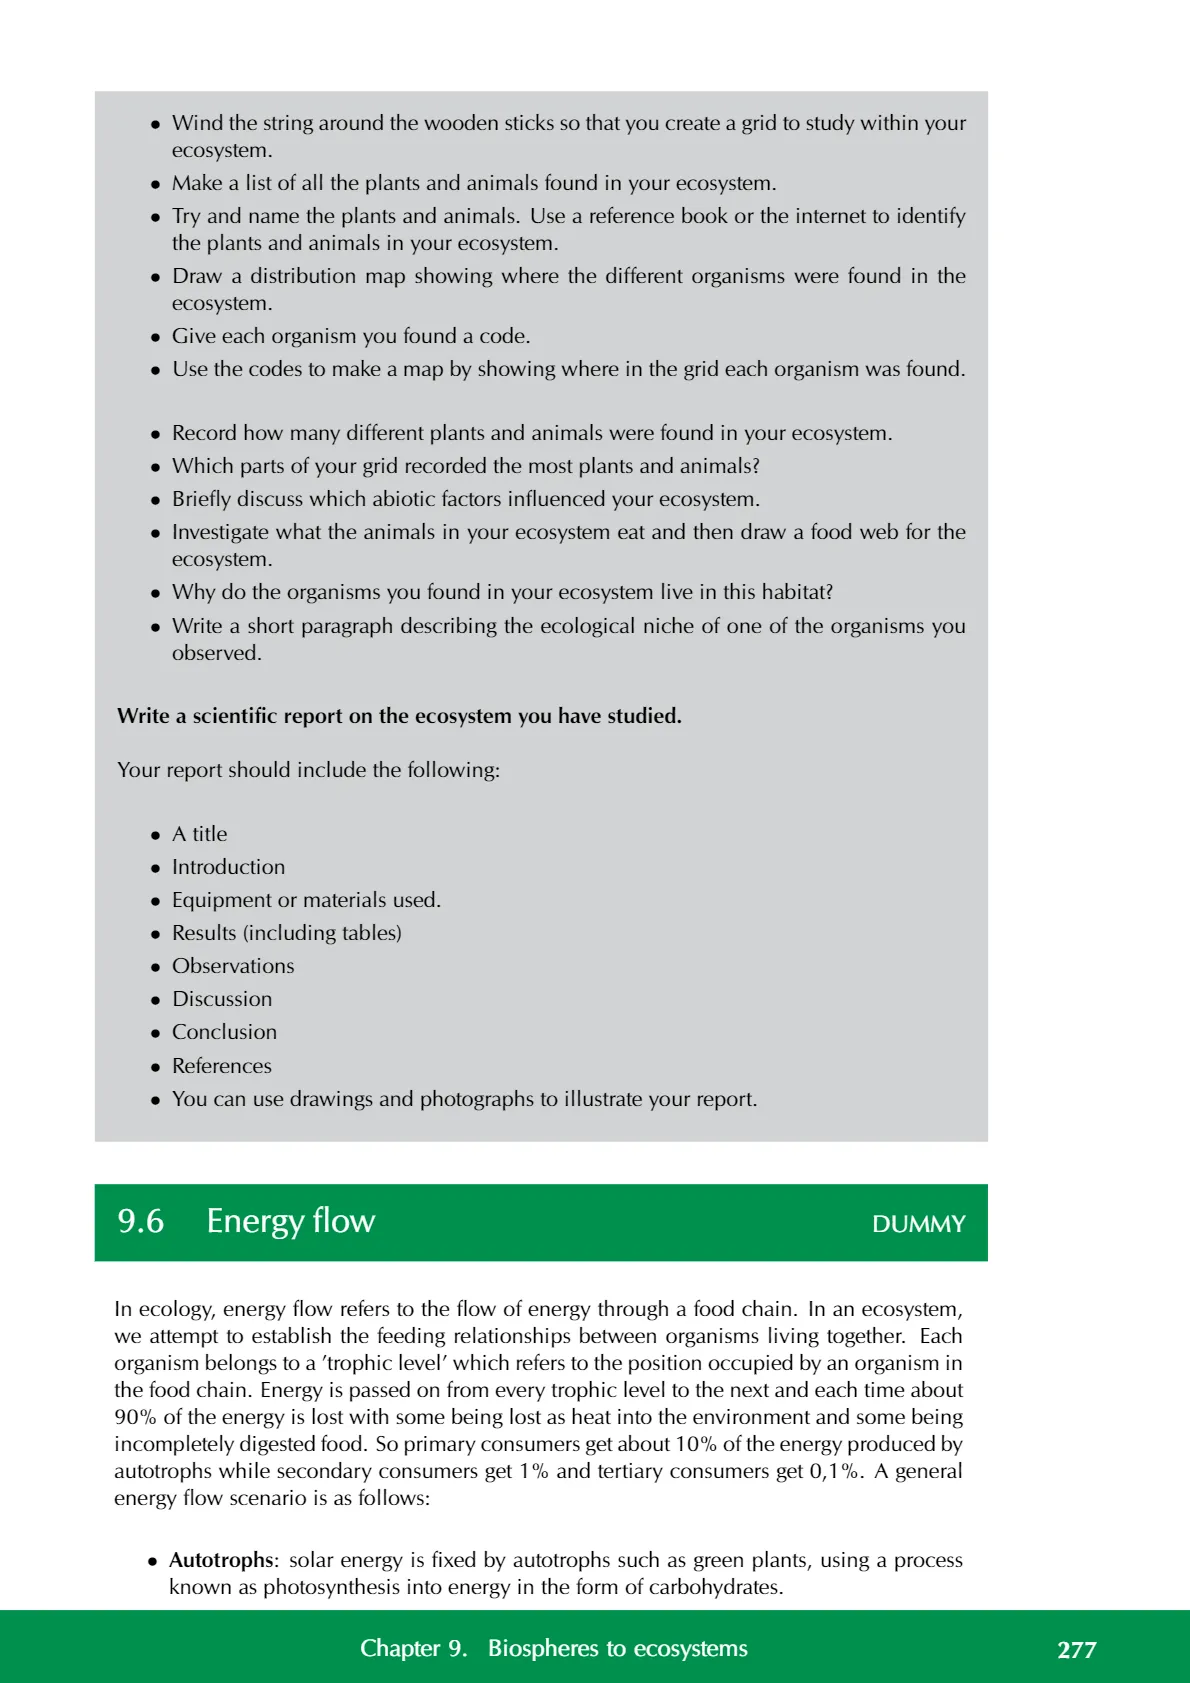 • Wind the string around the wooden sticks so that you create a grid to study within your
ecosystem.
• Make a list of all the plants and animals found in your ecosystem.
• Try and name the plants and animals. Use a reference book or the internet to identify
the plants and animals in your ecosystem.
• Draw a distribution map showing where the different organisms were found in the
ecosystem.
• Give each organism you found a code.
• Use the codes to make a map by showing where in the grid each organism was found.
• Record how many different plants and animals were found in your ecosystem.
• Which parts of your grid recorded the most plants and animals?
• Briefly discuss which abiotic factors influenced your ecosystem.
• Investigate what the animals in your ecosystem eat and then draw a food web for the
ecosystem.
• Why do the organisms you found in your ecosystem live in this habitat?
• Write a short paragraph describing the ecological niche of one of the organisms you
observed.
Write a scientific report on the ecosystem you have studied.
Your report should include the following:
• A title
• Introduction
• Equipment or materials used.
• Results (including tables)
• Observations
• Discussion
• Conclusion
• References
• You can use drawings and photographs to illustrate your report.
9.6 Energy flow DUMMY
In ecology, energy flow refers to the flow of energy through a food chain. In an ecosystem,
we attempt to establish the feeding relationships between organisms living together. Each
organism belongs to a ’trophic level’ which refers to the position occupied by an organism in
the food chain. Energy is passed on from every trophic level to the next and each time about
90% of the energy is lost with some being lost as heat into the environment and some being
incompletely digested food. So primary consumers get about 10% of the energy produced by
autotrophs while secondary consumers get 1% and tertiary consumers get 0,1%. A general
energy flow scenario is as follows:
• Autotrophs: solar energy is fixed by autotrophs such as green plants, using a process
known as photosynthesis into energy in the form of carbohydrates.
Chapter 9. Biospheres to ecosystems 277